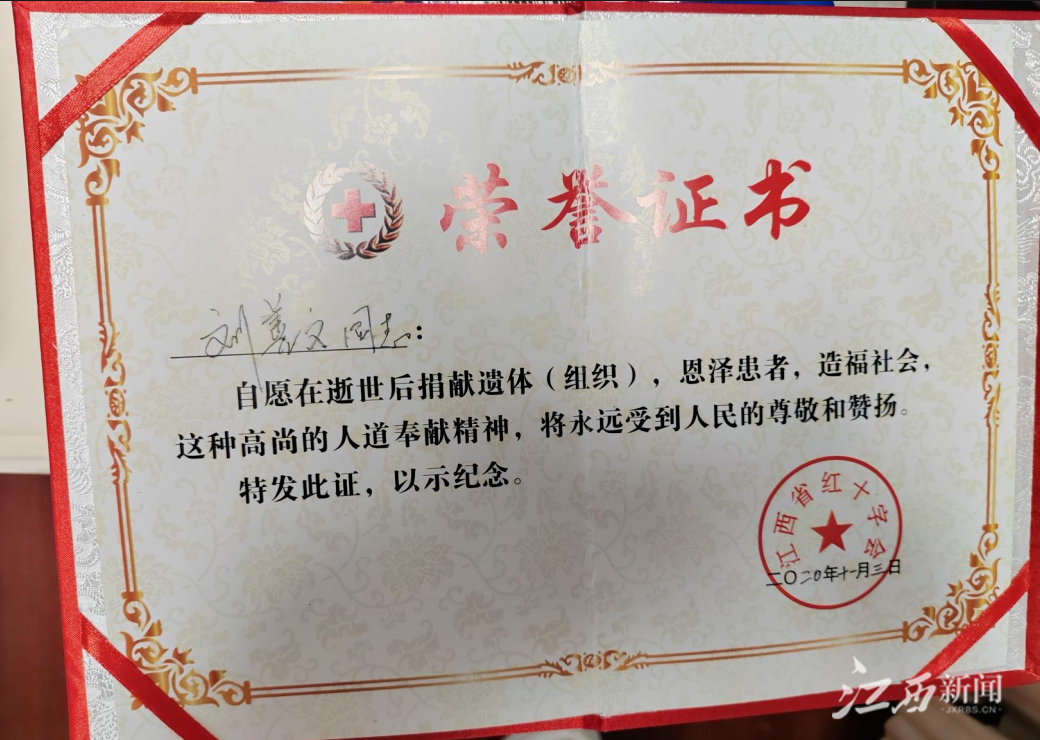 荣誉证书
刘善文同志：
自愿在逝世后捐献遗体（组织），恩泽患者，造福社会，
这种高尚的人道奉献精神，将永远受到人民的尊敬和赞扬。
特发此证，以示纪念。
江西省红十字会
二〇二0年十一月三日
江西新闻
JXRBS.CN